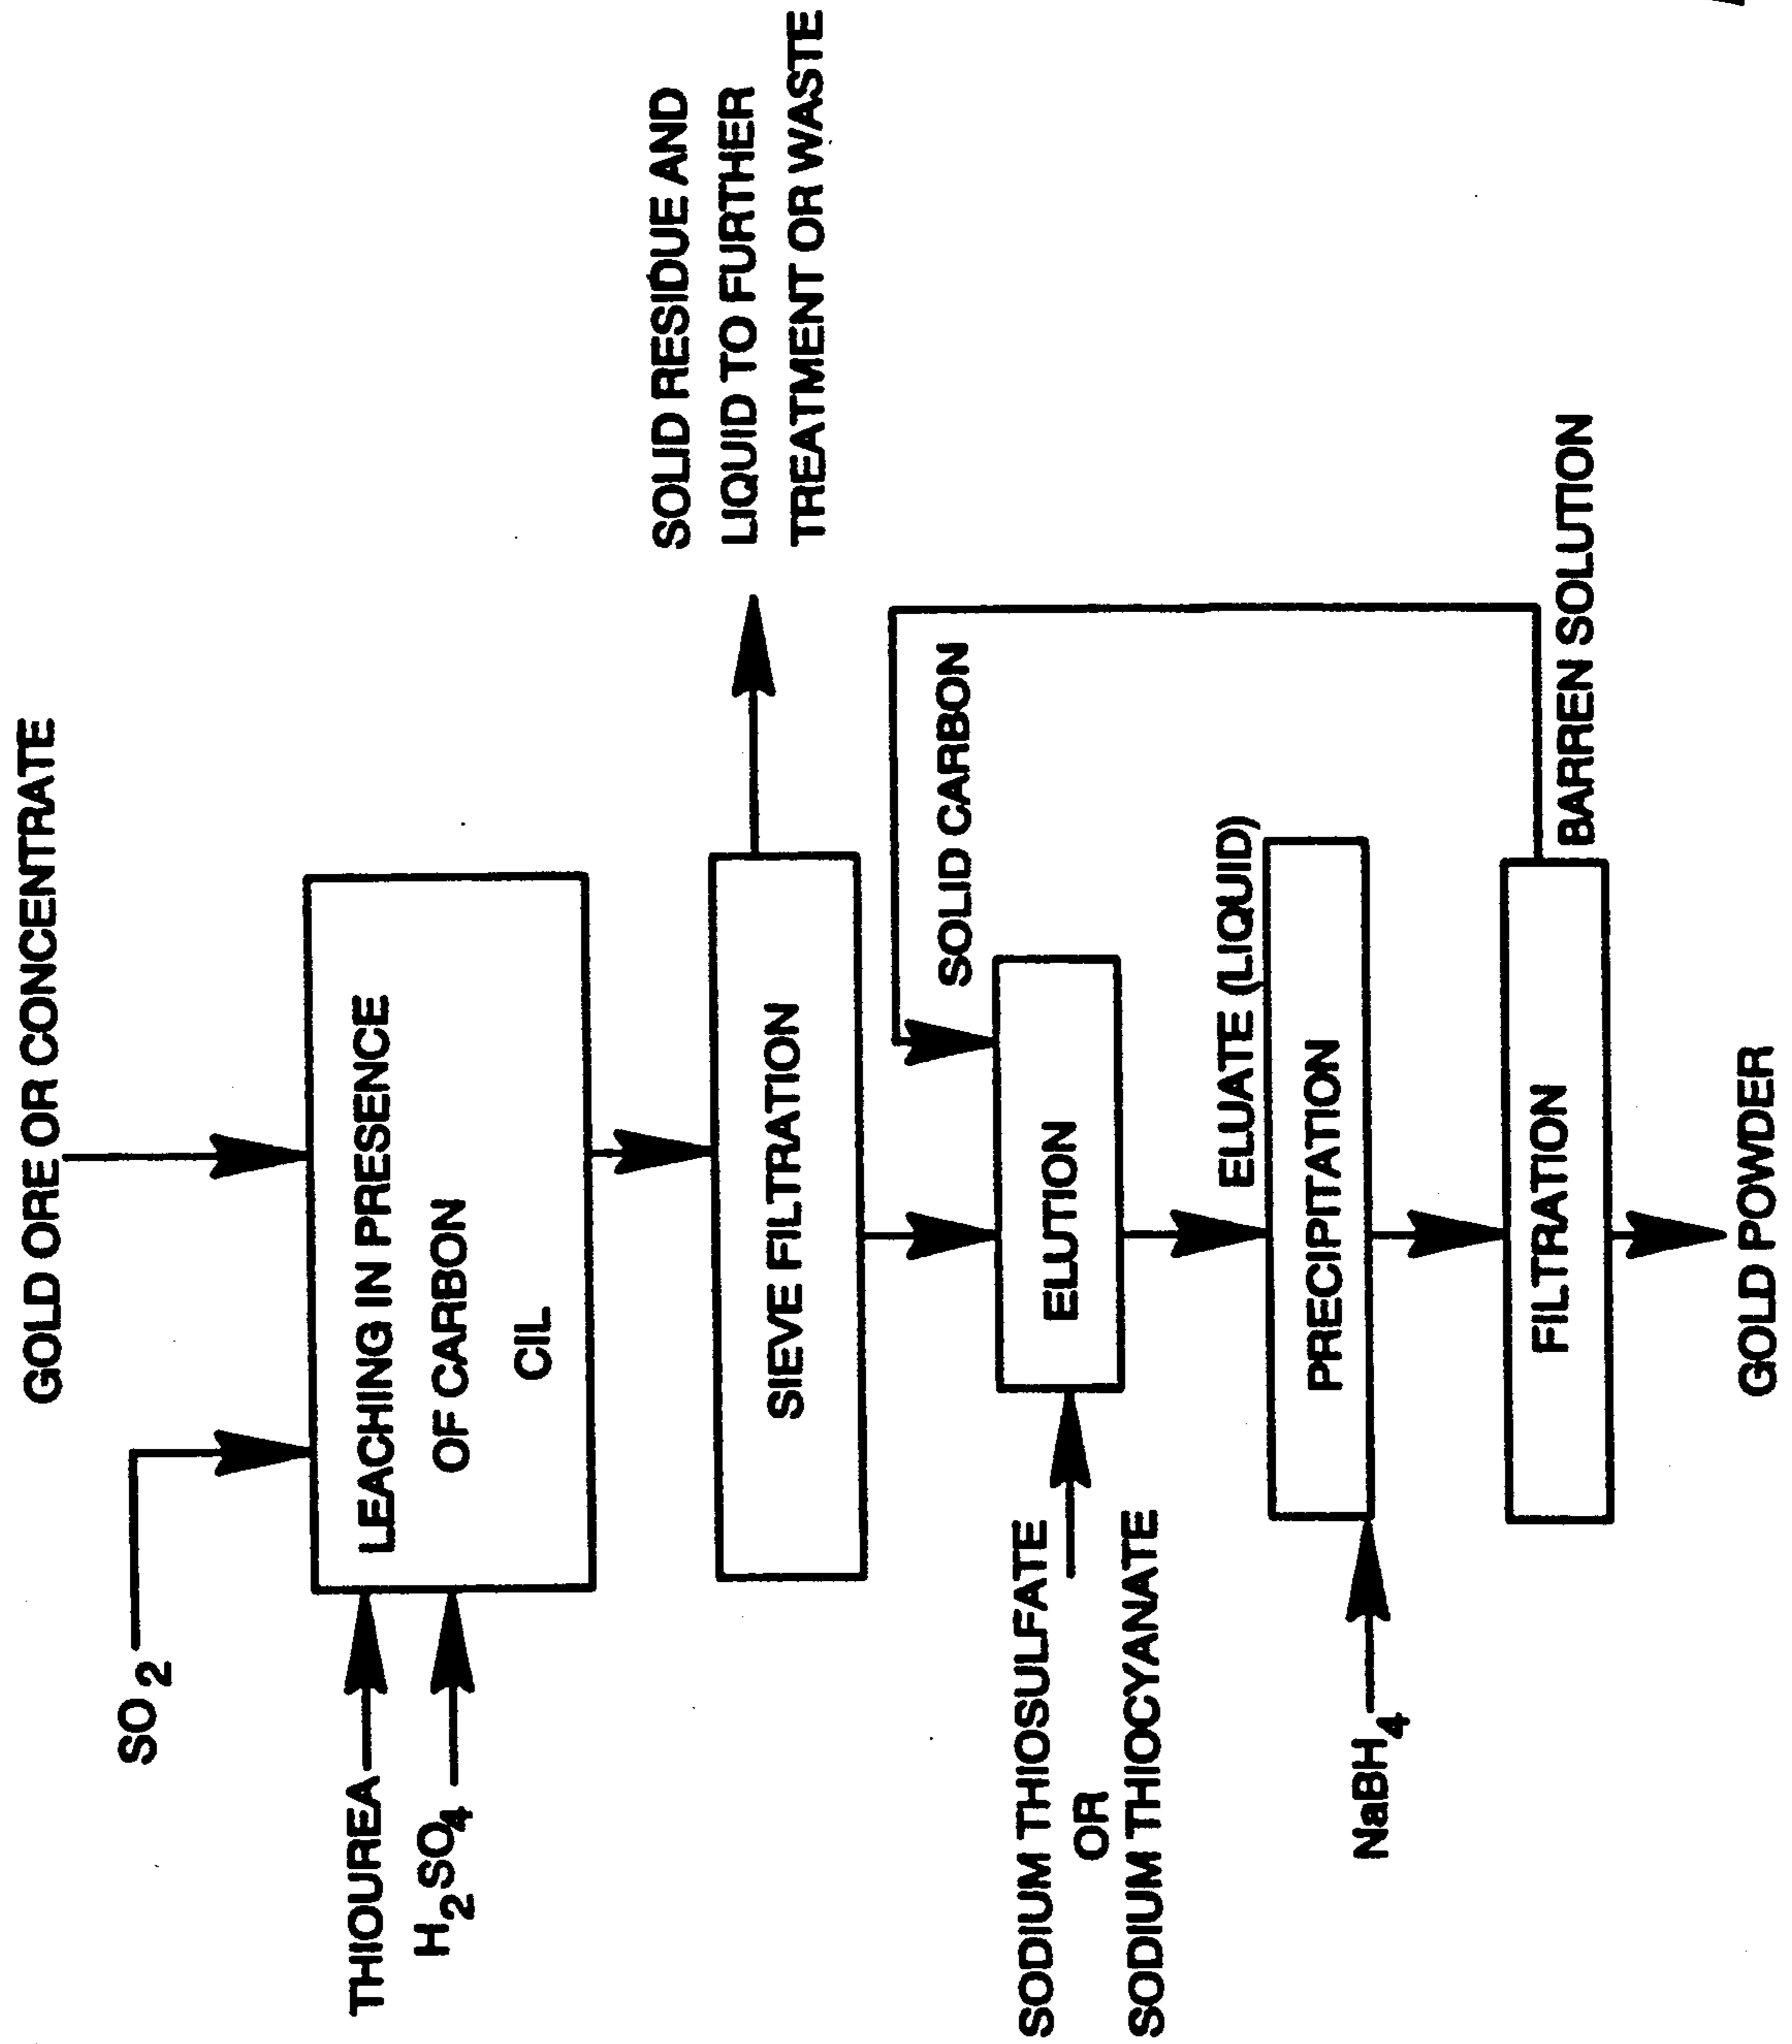 GOLD ORE OR CONCENTRATE
SO2
THIOUREA
H2SO4
LEACHING IN PRESENCE
OF CARBON
CIL
SIEVE FILTRATION
SOLID RESIDUE AND
LIQUID TO FURTHER
TREATMENT OR WASTE
SOLID CARBON
SODIUM THIOSULFATE
OR
SODIUM THIOCYANATE
ELUTION
ELUATE (LIQUID)
NaBH4
PRECIPITATION
FILTRATION
BARREN SOLUTION
GOLD POWDER